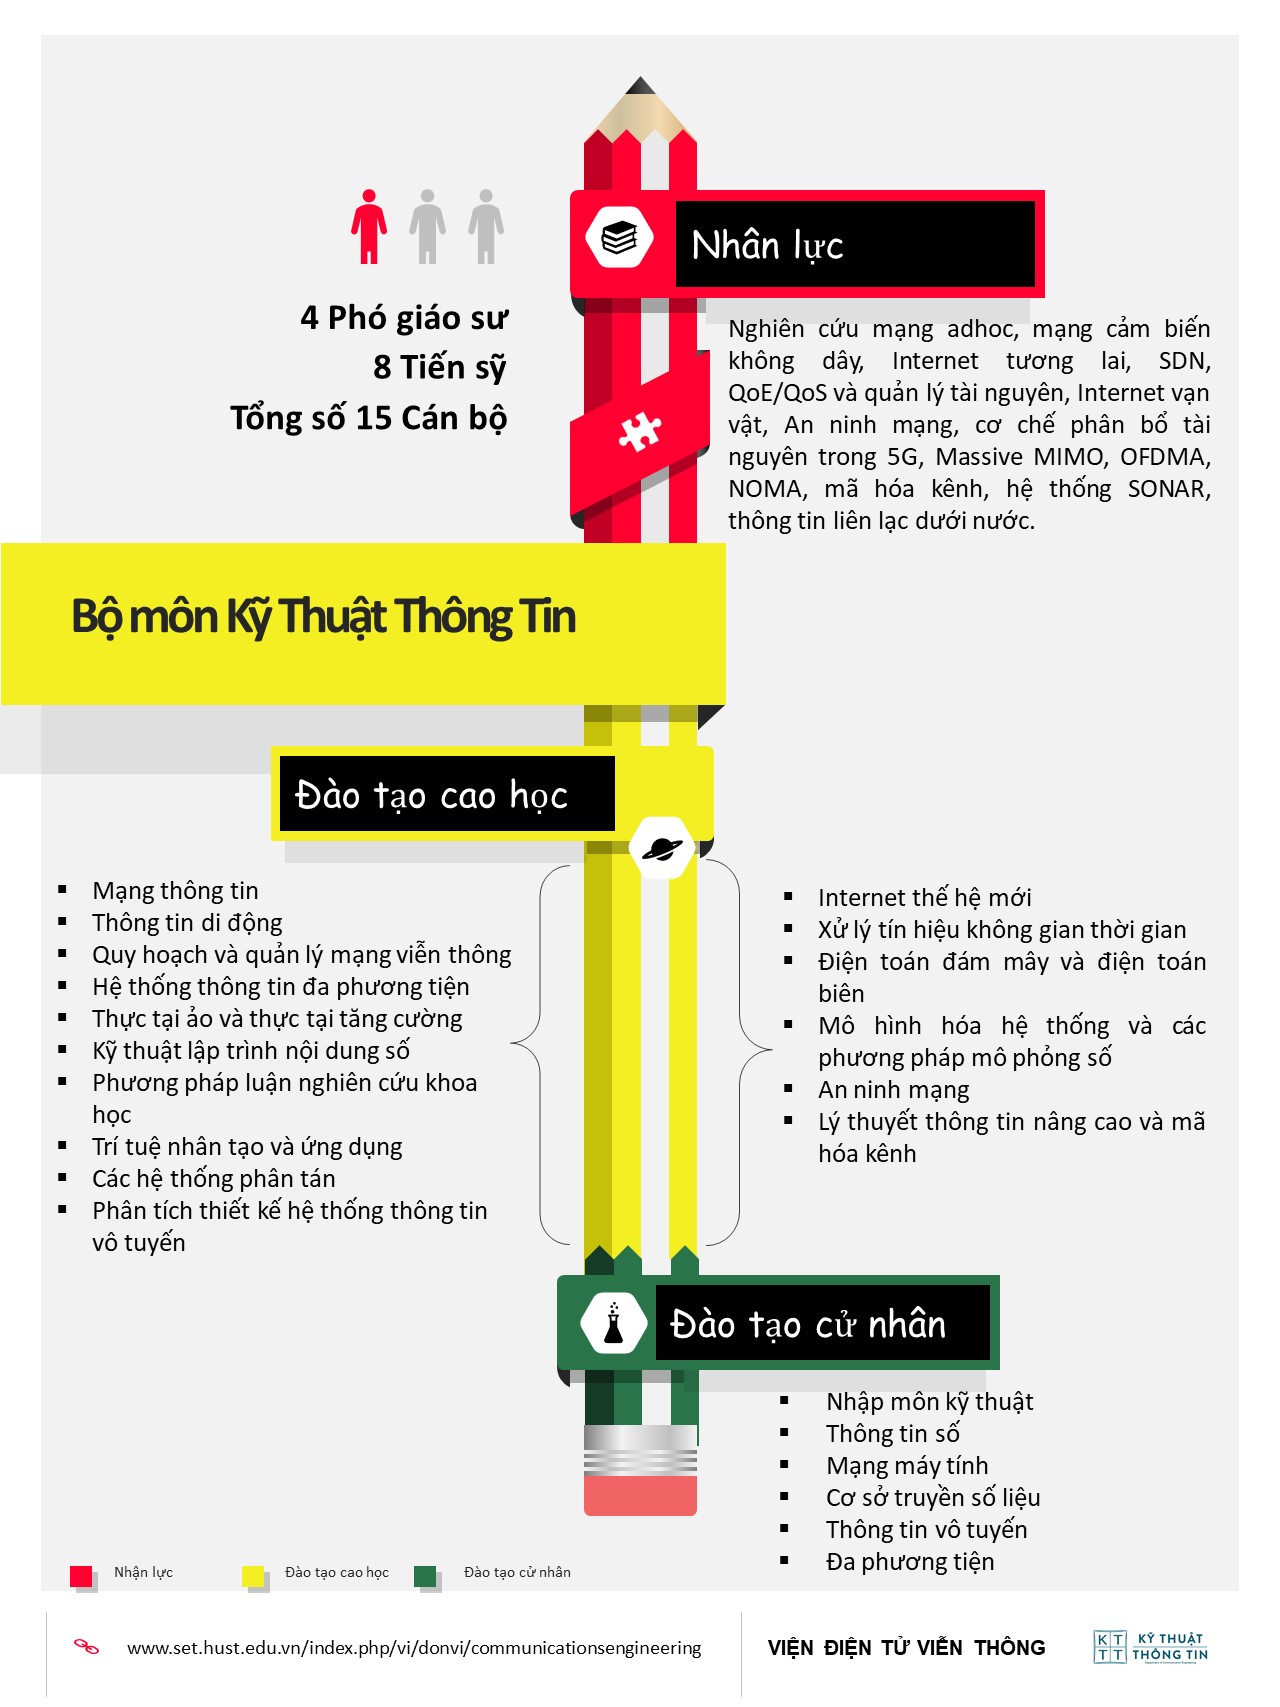 Nhân lực
4 Phó giáo sư
8 Tiến sỹ
Tổng số 15 Cán bộ
Nghiên cứu mạng adhoc, mạng cảm biến
không dây, Internet tương lai, SDN,
QoE/QoS và quản lý tài nguyên, Internet vạn
vật, An ninh mạng, cơ chế phân bổ tài
nguyên trong 5G, Massive MIMO, OFDMA,
NOMA, mã hóa kênh, hệ thống SONAR,
thông tin liên lạc dưới nước.
Bộ môn Kỹ Thuật Thông Tin
Đào tạo cao học
▪ Mạng thông tin
▪ Thông tin di động
▪ Quy hoạch và quản lý mạng viễn thông
▪ Hệ thống thông tin đa phương tiện
▪ Thực tại ảo và thực tại tăng cường
▪ Kỹ thuật lập trình nội dung số
▪ Phương pháp luận nghiên cứu khoa
học
▪ Trí tuệ nhân tạo và ứng dụng
▪ Các hệ thống phân tán
▪ Phân tích thiết kế hệ thống thông tin
vô tuyến
▪ Internet thế hệ mới
▪ Xử lý tín hiệu không gian thời gian
▪ Điện toán đám mây và điện toán
biên
▪ Mô hình hóa hệ thống và các
phương pháp mô phỏng số
▪ An ninh mạng
▪ Lý thuyết thông tin nâng cao và mã
hóa kênh
Đào tạo cử nhân
▪ Nhập môn kỹ thuật
▪ Thông tin số
▪ Mạng máy tính
▪ Cơ sở truyền số liệu
▪ Thông tin vô tuyến
▪ Đa phương tiện
Nhận lực
Đào tạo cao học
Đào tạo cử nhân
www.set.hust.edu.vn/index.php/vi/donvi/communicationsengineering
VIỆN ĐIỆN TỬ VIỄN THÔNG
KT
TT
KỸ THUẬT
THÔNG TIN